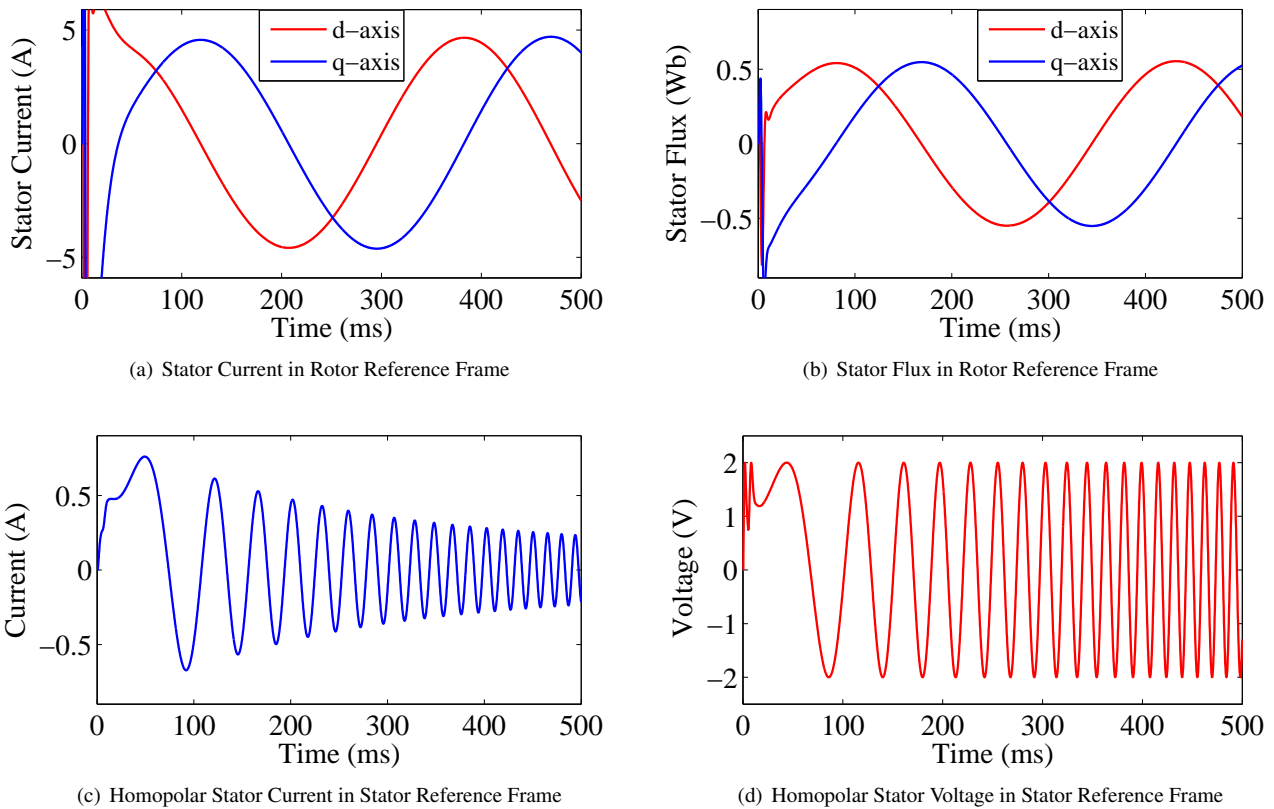 Stator Current (A)
5
0
−5
d−axis
q−axis
0 100 200 300 400 500
Time (ms)
(a) Stator Current in Rotor Reference Frame
Stator Flux (Wb)
0.5
0
−0.5
d−axis
q−axis
0 100 200 300 400 500
Time (ms)
(b) Stator Flux in Rotor Reference Frame
Current (A)
0.5
0
−0.5
0 100 200 300 400 500
Time (ms)
(c) Homopolar Stator Current in Stator Reference Frame
Voltage (V)
2
1
0
−1
−2
0 100 200 300 400 500
Time (ms)
(d) Homopolar Stator Voltage in Stator Reference Frame